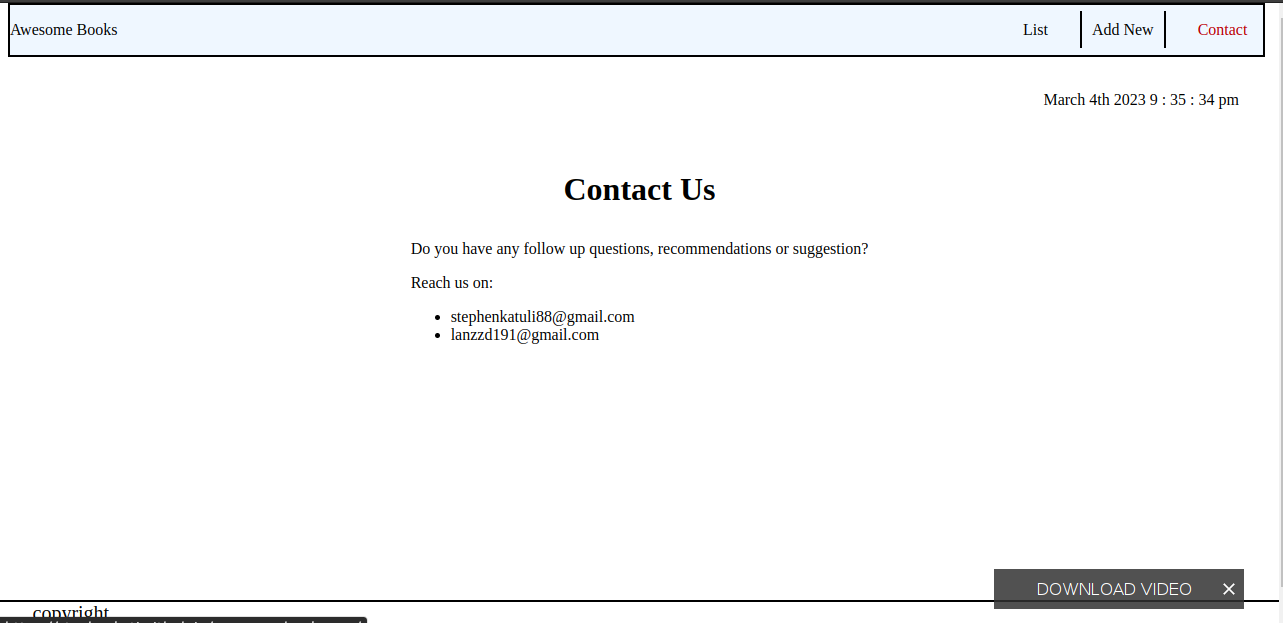 Awesome Books
List
Add New
Contact
March 4th 2023 9 : 35 : 34 pm
Contact Us
Do you have any follow up questions, recommendations or suggestion?
Reach us on:
stephenkatuli88@gmail.com
lanzzd191@gmail.com
DOWNLOAD VIDEO
copyright